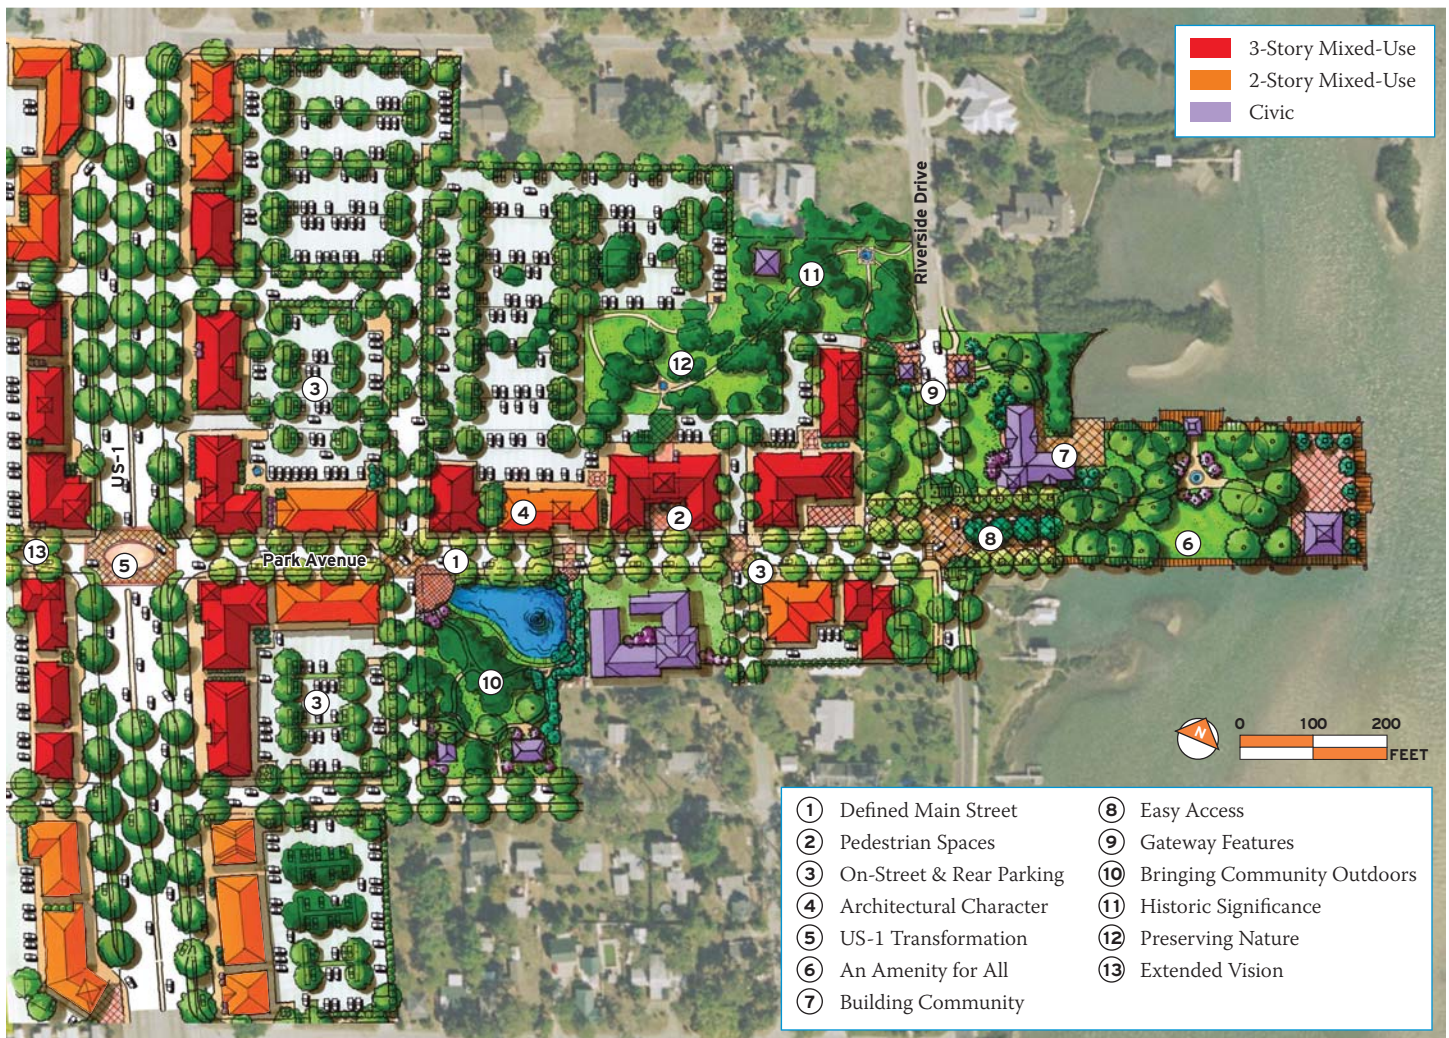 3-Story Mixed-Use
2-Story Mixed-Use
Civic
Riverside Drive
11
12
3
9
US-1
7
4
2
13
5
Park Avenue
1
8
6
3
10
3
N
0 100 200
FEET
1 Defined Main Street
2 Pedestrian Spaces
3 On-Street & Rear Parking
4 Architectural Character
5 US-1 Transformation
6 An Amenity for All
7 Building Community
8 Easy Access
9 Gateway Features
10 Bringing Community Outdoors
11 Historic Significance
12 Preserving Nature
13 Extended Vision